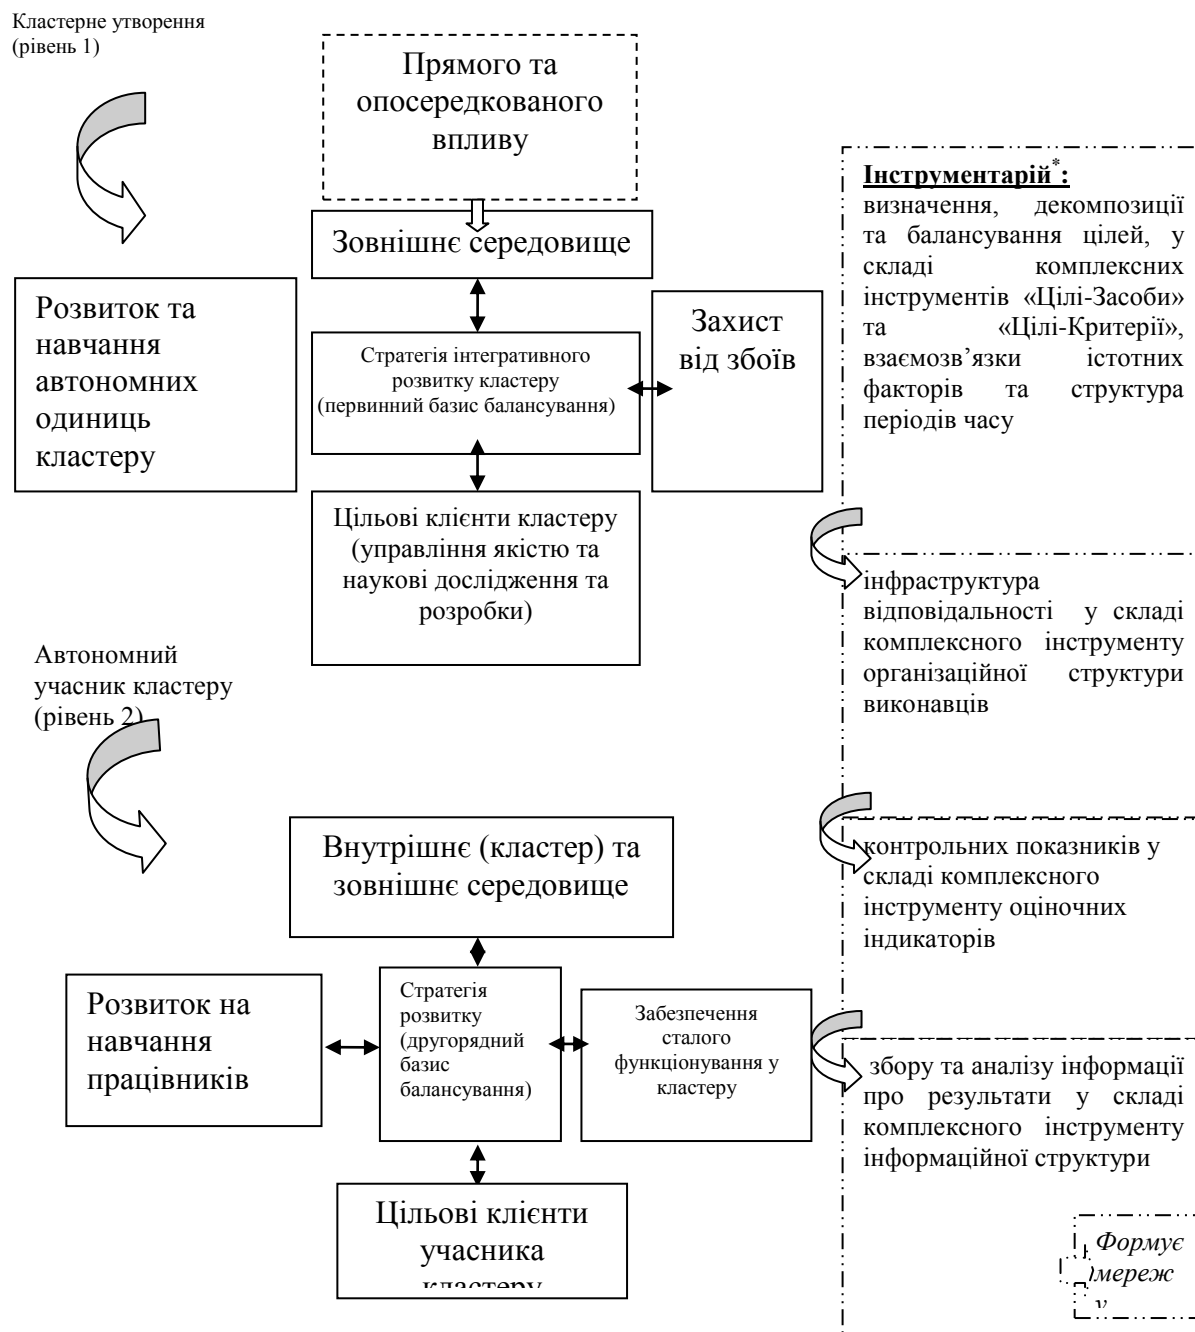 Кластерне утворення
(рівень 1)
Прямого та
опосередкованого
впливу
Зовнішнє середовище
Розвиток та
навчання
автономних
одиниць
кластеру
Стратегія інтегративного
розвитку кластеру
(первинний базис балансування)
Захист
від збоїв
Цільові клієнти кластеру
(управління якістю та
наукові дослідження та
розробки)
Інструментарій*:
визначення, декомпозиції
та балансування цілей, у
складі комплексних
інструментів «Цілі-Засоби»
та «Цілі-Критерії»,
взаємозв’язки істотних
факторів та структура
періодів часу
інфраструктура
відповідальності у складі
комплексного інструменту
організаційної структури
виконавців
Автономний
учасник кластеру
(рівень 2)
Внутрішнє (кластер) та
зовнішнє середовище
Розвиток на
навчання
працівників
Стратегія
розвитку
(другорядний
базис
балансування)
Забезпечення
сталого
функціонування у
кластеру
Цільові клієнти
учасника
кластеру
контрольних показників у
складі комплексного
інструменту оціночних
індикаторів
збору та аналізу інформації
про результати у складі
комплексного інструменту
інформаційної структури
Формує
мереж
у